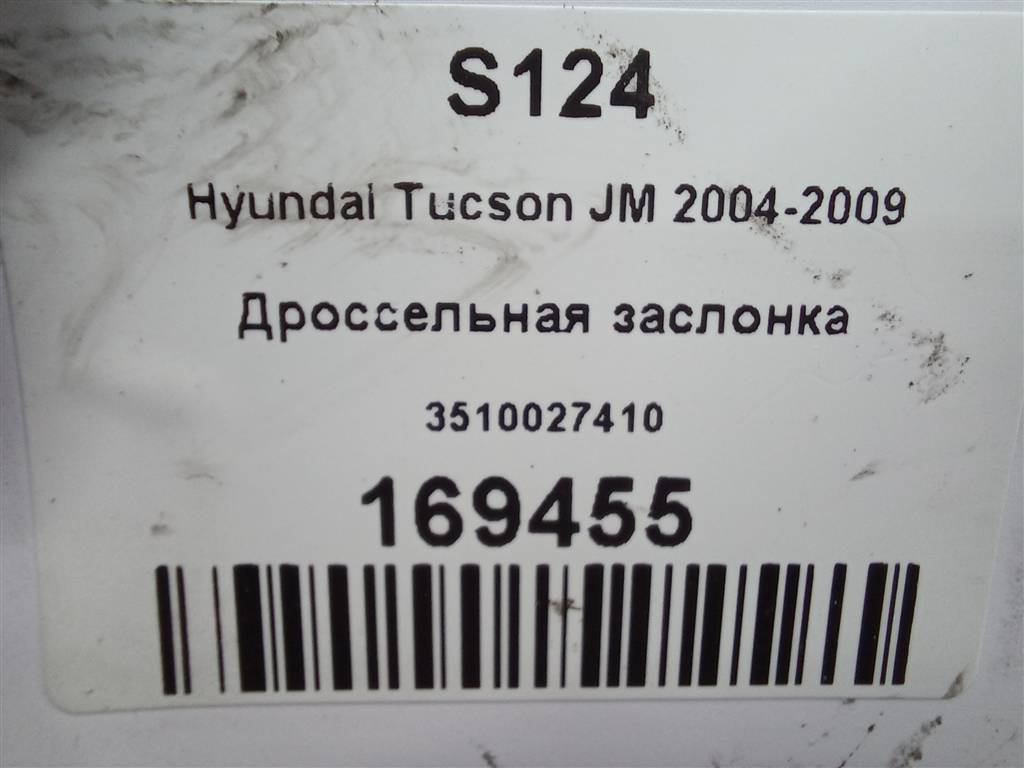 S124
Hyundai Tucson JM 2004-2009
Дроссельная заслонка
3510027410
169455